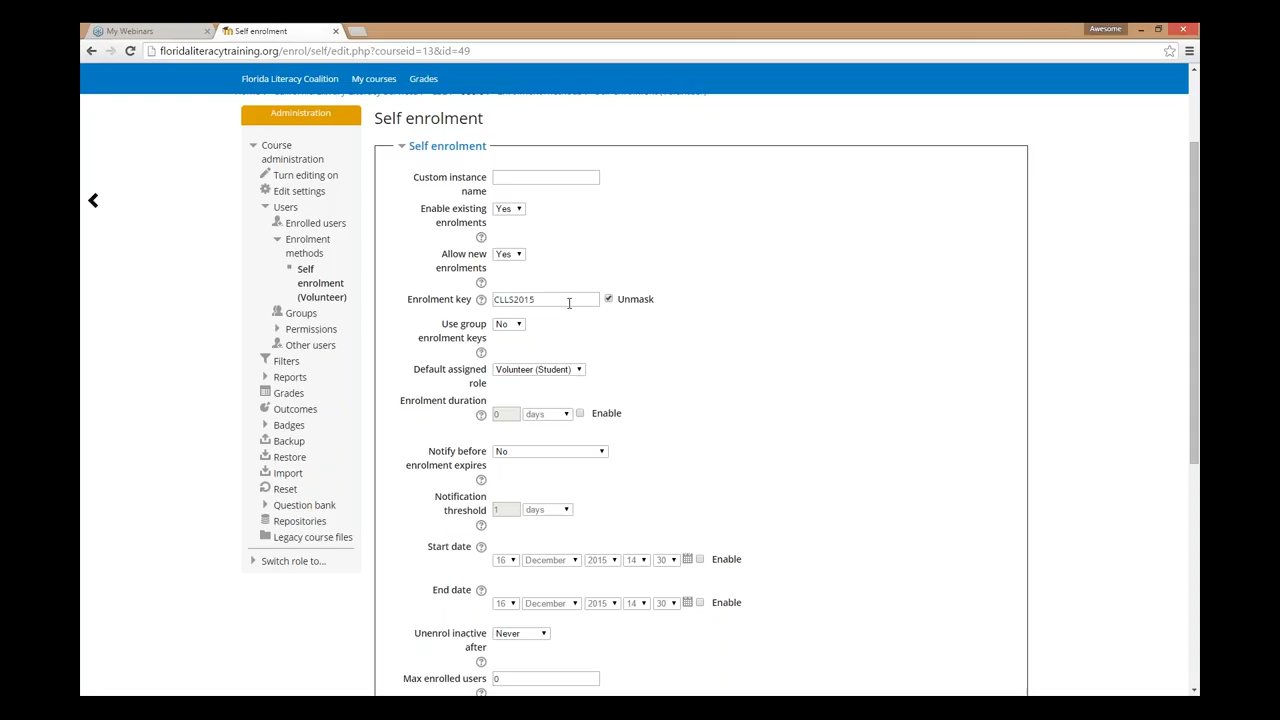 My Webinars
Self enrolment
Awesome
floridaliteracytraining.org/enrol/self/edit.php?courseid=13&id=49
Florida Literacy Coalition
My courses
Grades
Administration
Course
administration
Turn editing on
Edit settings
Users
Enrolled users
Enrolment
methods
Self
enrolment
(Volunteer)
Groups
Permissions
Other users
Filters
Reports
Grades
Outcomes
Badges
Backup
Restore
Import
Reset
Question bank
Repositories
Legacy course files
Switch role to...
Self enrolment
Self enrolment
Custom instance
name
Enable existing
enrolments
Yes
Allow new
enrolments
Yes
Enrolment key
CLLS2015
Unmask
Use group
enrolment keys
No
Default assigned
role
Volunteer (Student)
Enrolment duration
0 days
Enable
Notify before
enrolment expires
No
Notification
threshold
1 days
Start date
16 December 2015 14 30
Enable
End date
16 December 2015 14 30
Enable
Unenrol inactive
after
Never
Max enrolled users
0